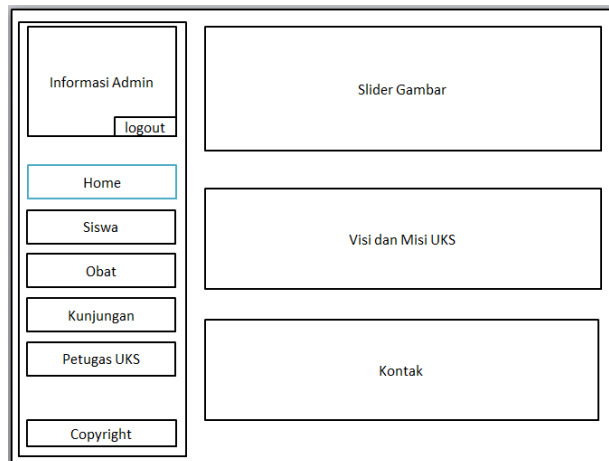 Informasi Admin
logout
Home
Siswa
Obat
Kunjungan
Petugas UKS
Copyright
Slider Gambar
Visi dan Misi UKS
Kontak